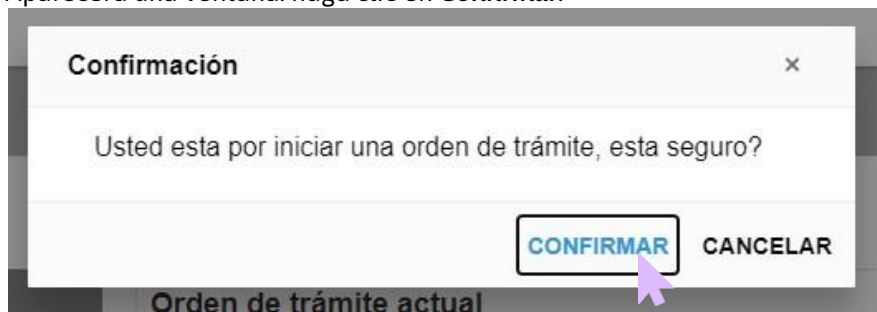 Confirmación ×
Usted esta por iniciar una orden de trámite, esta seguro?
CONFIRMAR CANCELAR
Orden de trámite actual